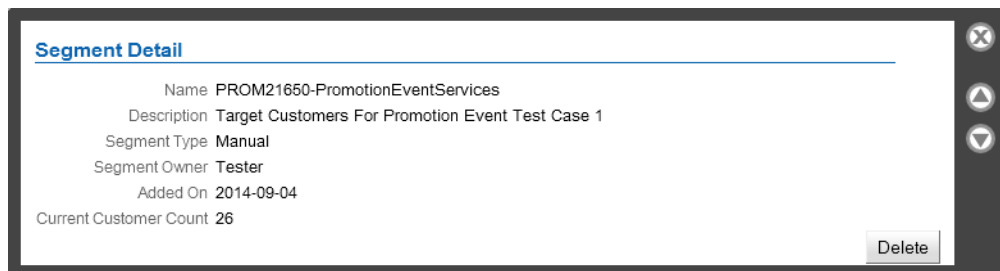 Segment Detail
Name PROM21650-PromotionEventServices
Description Target Customers For Promotion Event Test Case 1
Segment Type Manual
Segment Owner Tester
Added On 2014-09-04
Current Customer Count 26
Delete